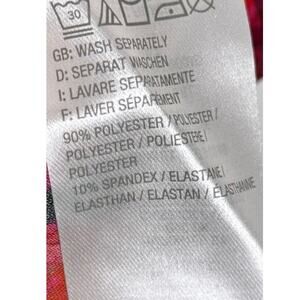 30
GB: WASH SEPARATELY
D: SEPARAT WASCHEN
I: LAVARE SEPARTAMENTE
F: LAVER SÉPARÉMENT
90% POLYESTER / POLYESTER /
POLYESTER / POLIESTERE /
POLYESTER
10% SPANDEX / ELASTANE /
ELASTHAN / ELASTAN / ÉLASTHANNE